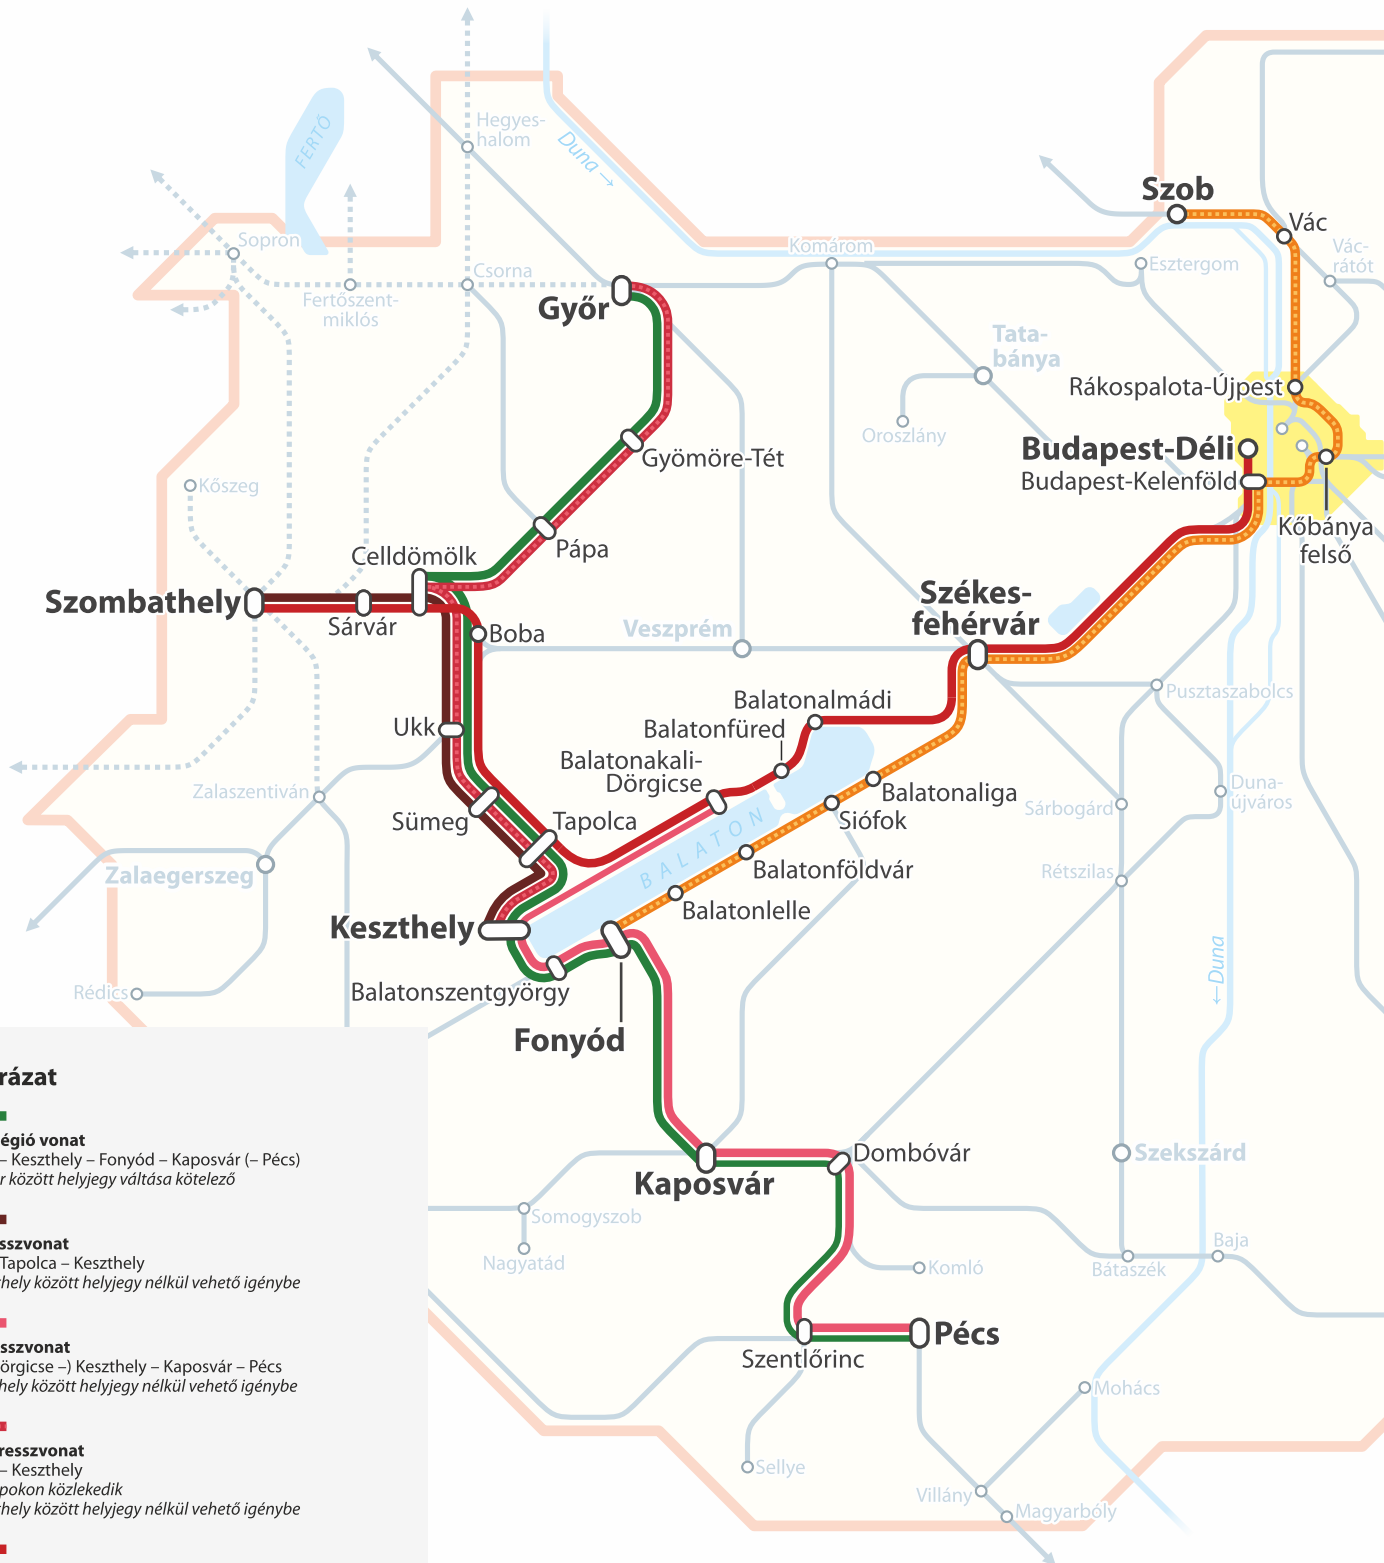 Hegyes-
halom
FERTŐ
Duna →
Szob
Vác
Sopron
Komárom
Vác-
rátót
Esztergom
Csorna
Fertőszent-
miklós
Győr
Tata-
bánya
Rákospalota-Újpest
Oroszlány
Budapest-Déli
Gyömöre-Tét
Budapest-Kelenföld
Kőszeg
Kőbánya
felső
Pápa
Celldömölk
Székes-
fehérvár
Szombathely
Sárvár
Boba
Veszprém
Pusztaszabolcs
Balatonalmádi
Ukk
Balatonfüred
Balatonakali-
Dörgicse
Zalaszentiván
Balatonaliga
Duna-
újváros
Sárbogárd
Sümeg
Tapolca
Siófok
BALATON
Balatonföldvár
Rétszilas
Zalaegerszeg
Balatonlelle
Keszthely
← Duna
Rédics
Balatonszentgyörgy
Fonyód
Dombóvár
Szekszárd
Kaposvár
Somogyszob
Baja
Nagyatád
Komló
Bátaszék
Pécs
Szentlőrinc
Mohács
Sellye
Villány
Magyarbóly
rázat
égió vonat
– Keszthely – Fonyód – Kaposvár (– Pécs)
r között helyjegy váltása kötelező
sszvonat
Tapolca – Keszthely
hely között helyjegy nélkül vehető igénybe
sszvonat
örgicse –) Keszthely – Kaposvár – Pécs
hely között helyjegy nélkül vehető igénybe
resszvonat
– Keszthely
pokon közlekedik
hely között helyjegy nélkül vehető igénybe